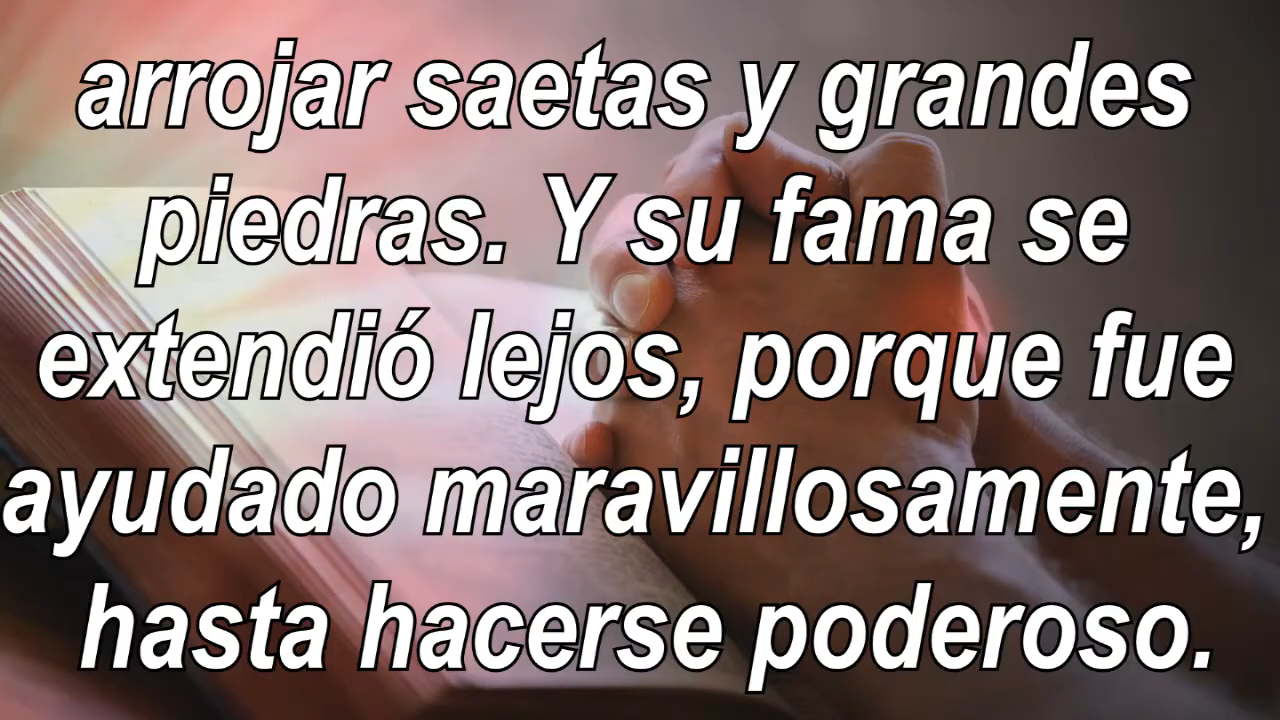 arrojar saetas y grandes
piedras. Y su fama se
extendió lejos, porque fue
ayudado maravillosamente,
hasta hacerse poderoso.